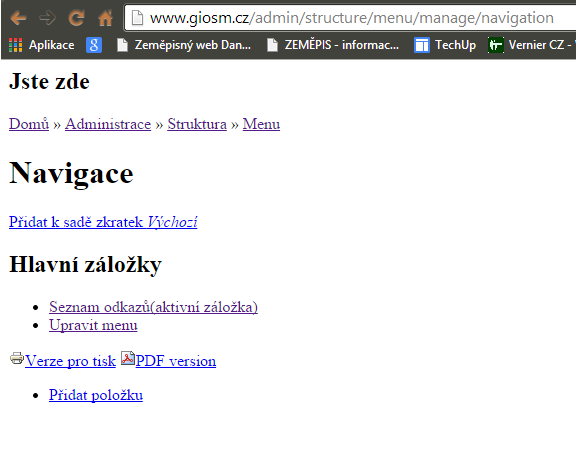 www.giosm.cz/admin/structure/menu/manage/navigation
Aplikace Zeměpisný web Dan... ZEMĚPIS - informac... TechUp Vernier CZ -
Jste zde
Domů » Administrace » Struktura » Menu
Navigace
Přidat k sadě zkratek Výchozí
Hlavní záložky
Seznam odkazů(aktivní záložka)
Upravit menu
Verze pro tisk PDF version
Přidat položku